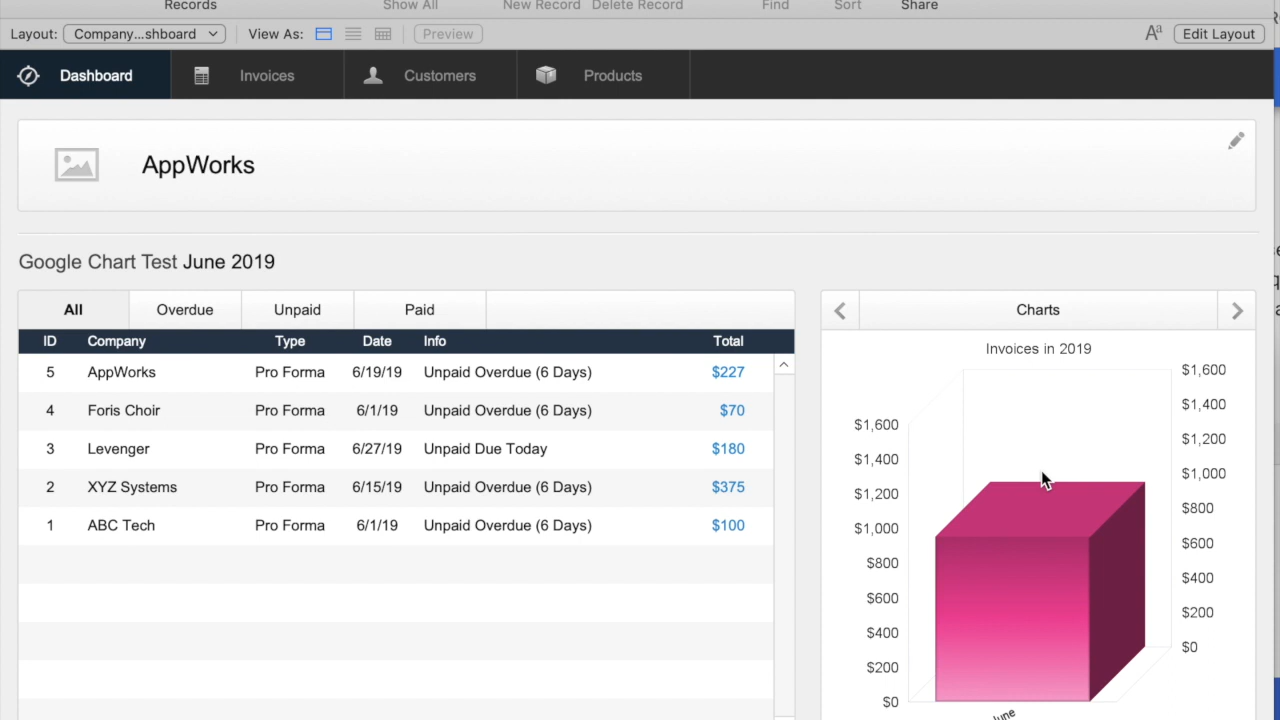 Records Show All New Record Delete Record Find Sort Share
Layout: Company...shboard View As: Preview Aa Edit Layout
Dashboard Invoices Customers Products
AppWorks
Google Chart Test June 2019
All Overdue Unpaid Paid
ID Company Type Date Info Total
5 AppWorks Pro Forma 6/19/19 Unpaid Overdue (6 Days) $227
4 Foris Choir Pro Forma 6/1/19 Unpaid Overdue (6 Days) $70
3 Levenger Pro Forma 6/27/19 Unpaid Due Today $180
2 XYZ Systems Pro Forma 6/15/19 Unpaid Overdue (6 Days) $375
1 ABC Tech Pro Forma 6/1/19 Unpaid Overdue (6 Days) $100
Charts
Invoices in 2019
$1,600
$1,400
$1,200
$1,000
$800
$600
$400
$200
$0
$1,600
$1,400
$1,200
$1,000
$800
$600
$400
$200
$0
June